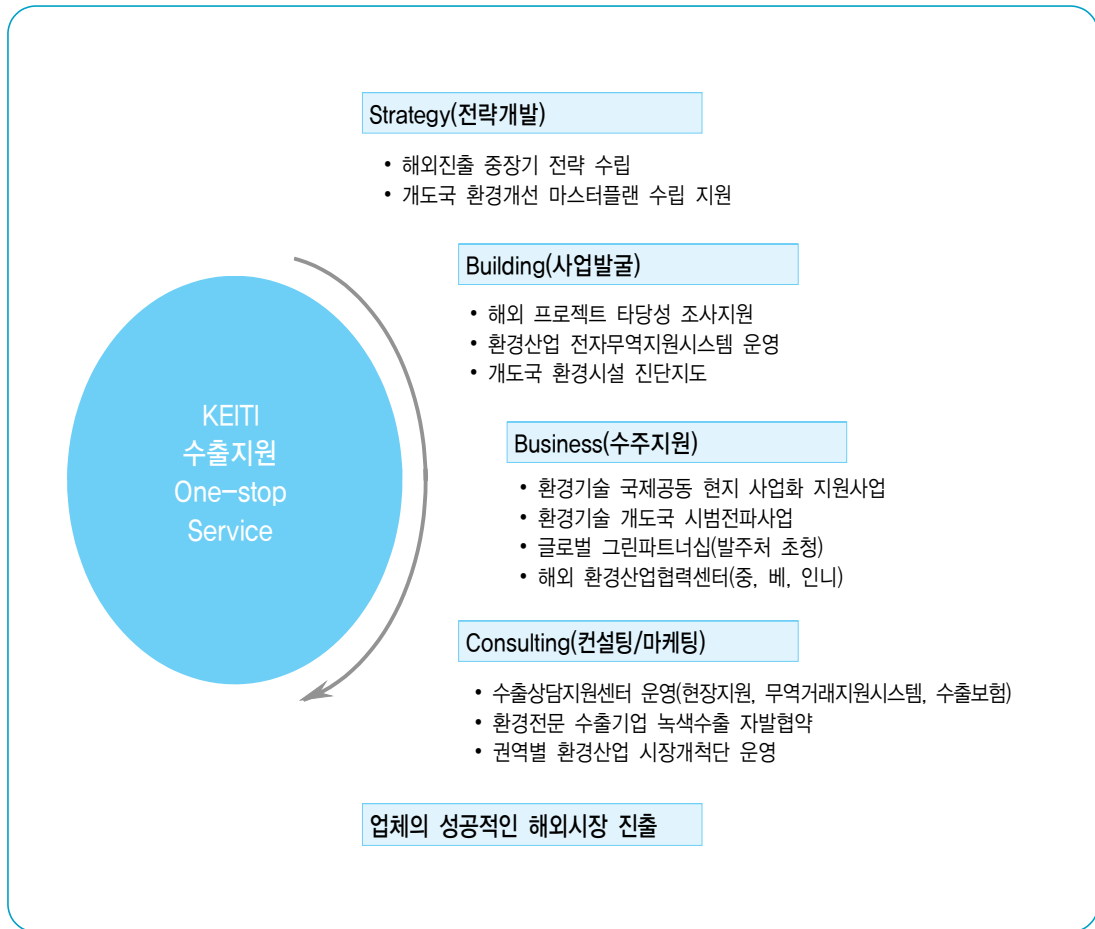 Strategy(전략개발)
• 해외진출 중장기 전략 수립
• 개도국 환경개선 마스터플랜 수립 지원
Building(사업발굴)
• 해외 프로젝트 타당성 조사지원
• 환경산업 전자무역지원시스템 운영
• 개도국 환경시설 진단지도
KEITI
수출지원
One-stop
Service
Business(수주지원)
• 환경기술 국제공동 현지 사업화 지원사업
• 환경기술 개도국 시범전파사업
• 글로벌 그린파트너십(발주처 초청)
• 해외 환경산업협력센터(중, 베, 인니)
Consulting(컨설팅/마케팅)
• 수출상담지원센터 운영(현장지원, 무역거래지원시스템, 수출보험)
• 환경전문 수출기업 녹색수출 자발협약
• 권역별 환경산업 시장개척단 운영
업체의 성공적인 해외시장 진출